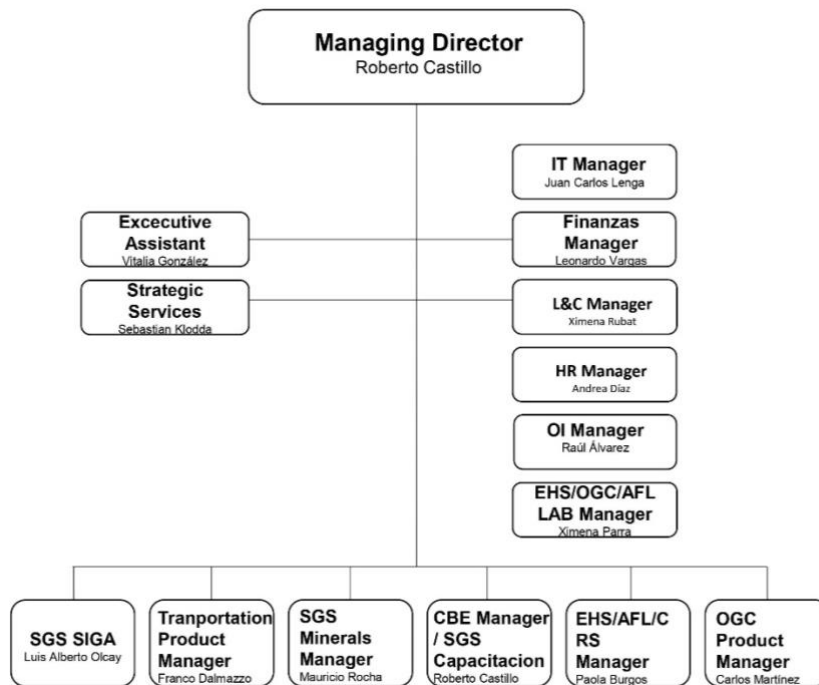 Managing Director
Roberto Castillo
IT Manager
Juan Carlos Lenga
Excecutive
Assistant
Vitalia González
Finanzas
Manager
Leonardo Vargas
Strategic
Services
Sebastian Klodda
L&C Manager
Ximena Rubat
HR Manager
Andrea Díaz
OI Manager
Raúl Álvarez
EHS/OGC/AFL
LAB Manager
Ximena Parra
SGS SIGA
Luis Alberto Olcay
Tranportation
Product
Manager
Franco Dalmazzo
SGS
Minerals
Manager
Mauricio Rocha
CBE Manager
/ SGS
Capacitacion
Roberto Castillo
EHS/AFL/C
RS
Manager
Paola Burgos
OGC
Product
Manager
Carlos Martínez